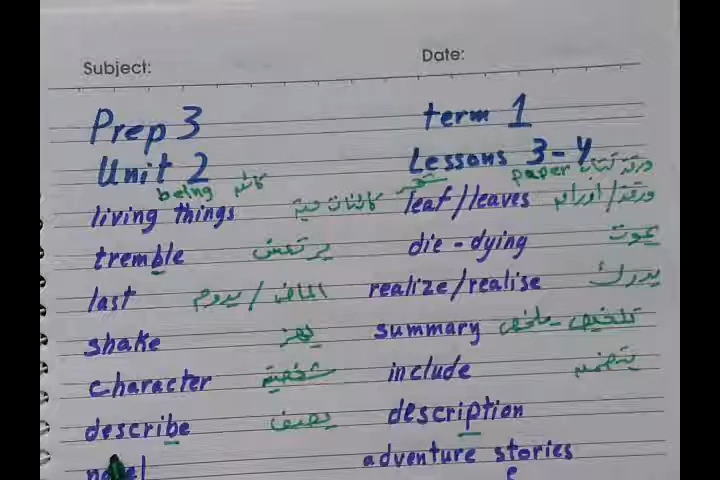 Subject: Date:
Prep 3 term 1
Unit 2 Lessons 3-4
being كائن paper ورقة كتاب
living things كائنات حية leaf/leaves شجر ورقة/أوراق
tremble يرتعش die - dying يموت
last الماضي / يدوم realize/realise يدرك
shake يهز summary تلخيص - ملخص
character شخصية include يتضمن
describe يصف description
adventure stories